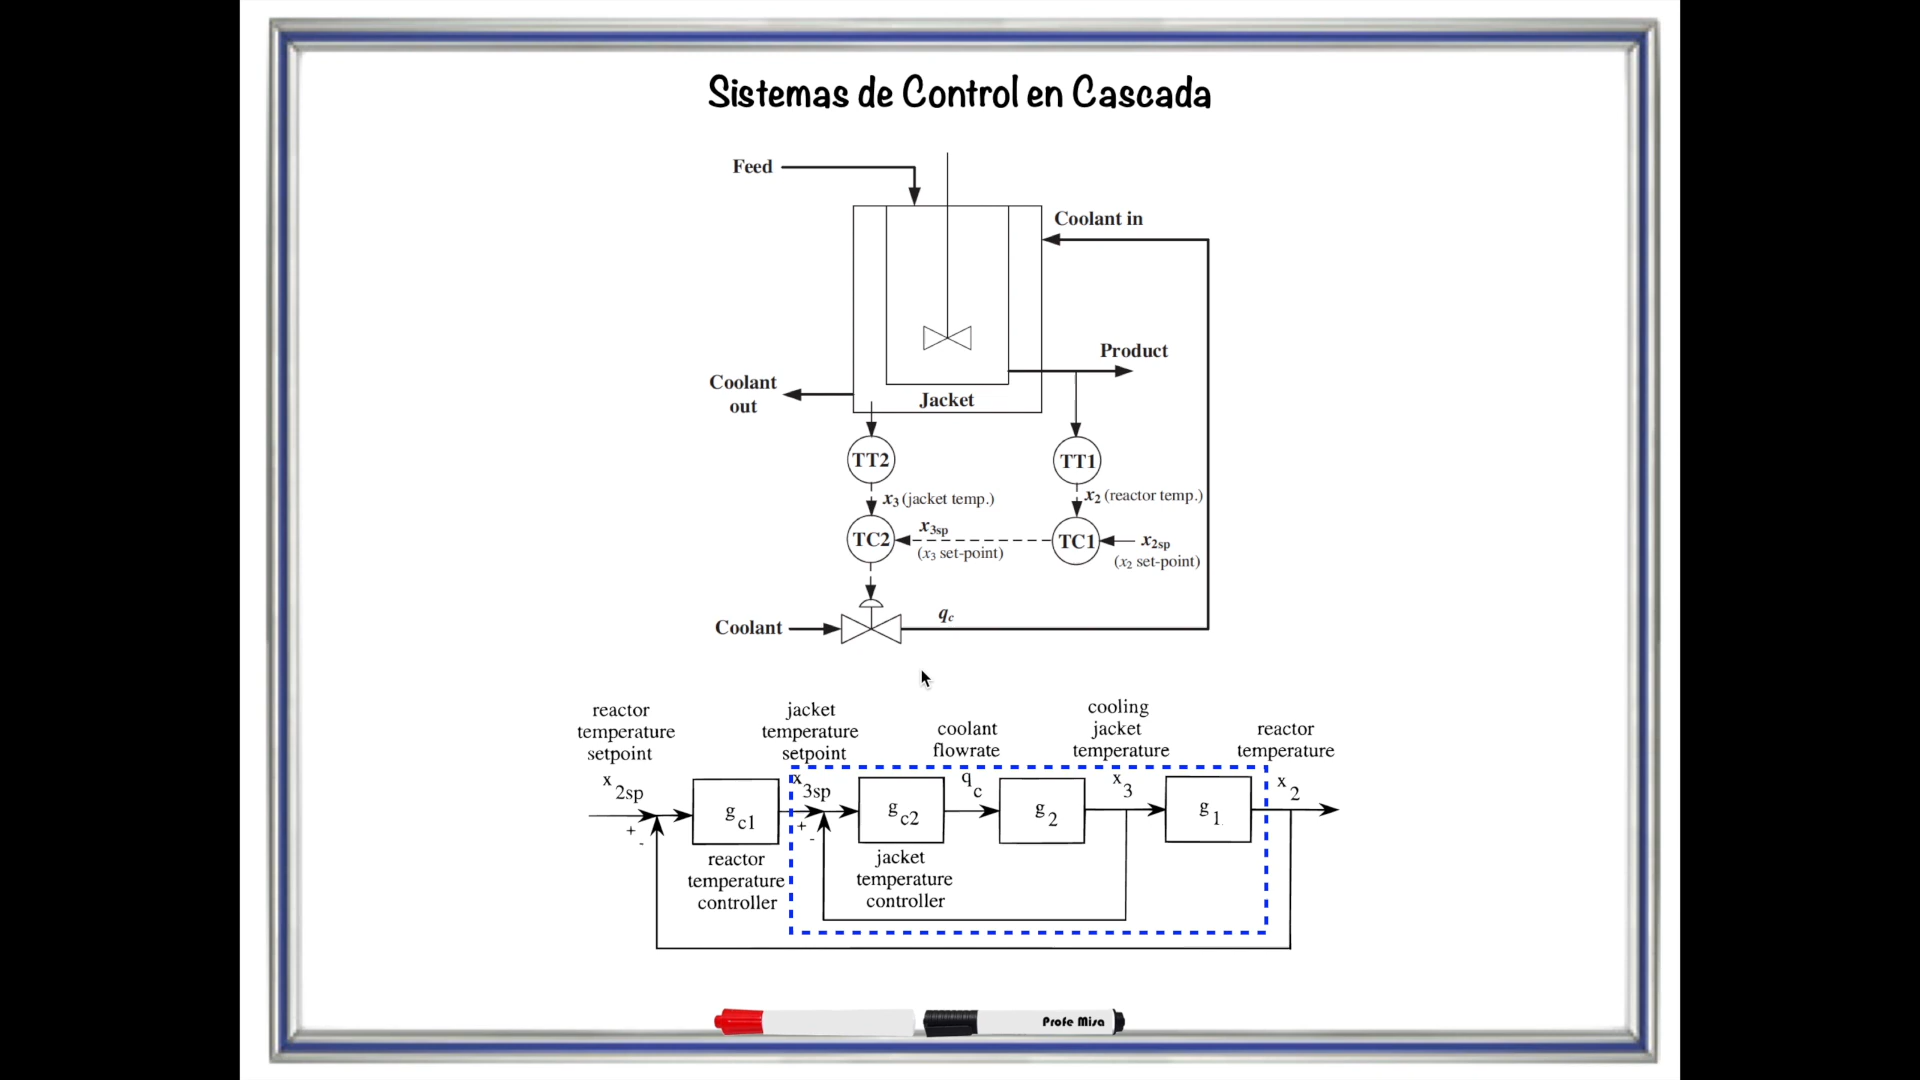 Sistemas de Control en Cascada
Feed
Coolant in
Product
Coolant
out
Jacket
TT2
TT1
x3 (jacket temp.)
x2 (reactor temp.)
TC2
x3sp
(x3 set-point)
TC1
x2sp
(x2 set-point)
Coolant
qc
reactor
temperature
setpoint
jacket
temperature
setpoint
coolant
flowrate
cooling
jacket
temperature
reactor
temperature
x2sp
x3sp
qc
x3
x2
gc1
gc2
g2
g1
+
-
+
-
reactor
temperature
controller
jacket
temperature
controller
Profe Misa